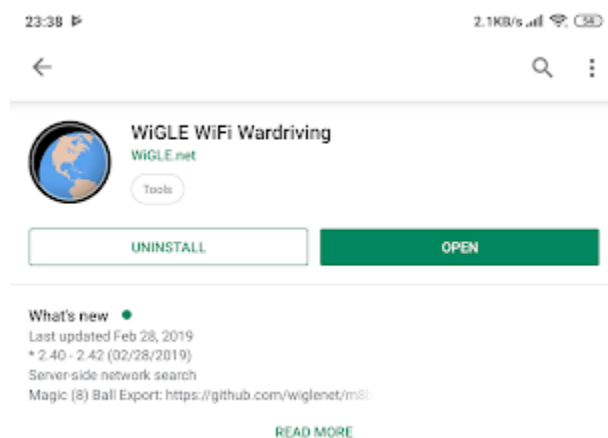 23:38
2.1KB/s 58
WiGLE WiFi Wardriving
WiGLE.net
Tools
UNINSTALL
OPEN
What's new
Last updated Feb 28, 2019
* 2.40 - 2.42 (02/28/2019)
Server-side network search
Magic (8) Ball Export: https://github.com/wiglenet/m8b
READ MORE